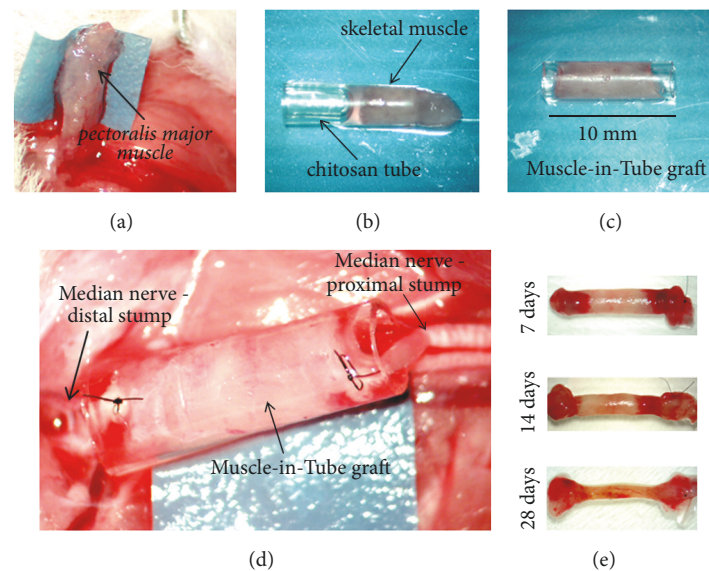 pectoralis major
muscle
(a)
skeletal muscle
chitosan tube
(b)
10 mm
Muscle-in-Tube graft
(c)
Median nerve -
distal stump
Median nerve -
proximal stump
Muscle-in-Tube graft
(d)
7 days
14 days
28 days
(e)